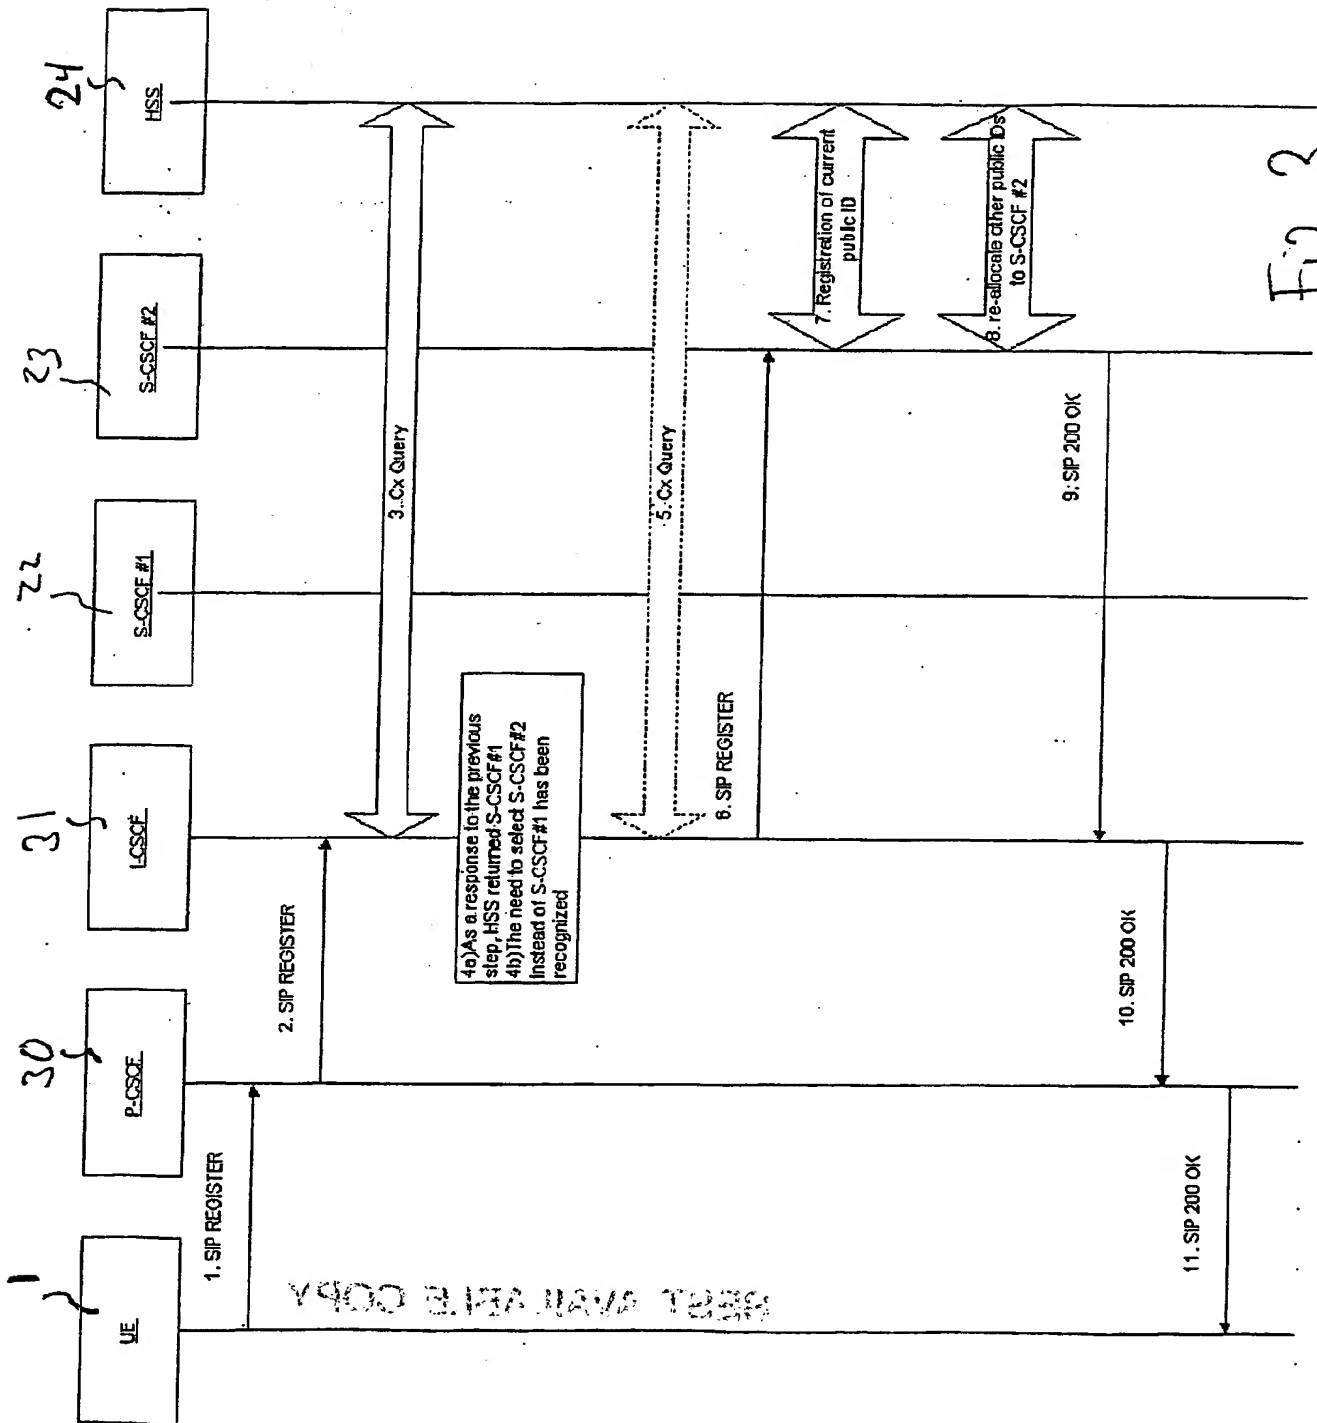 1
30
31
22
23
24
UE
P-CSCF
I-CSCF
S-CSCF #1
S-CSCF #2
HSS
1. SIP REGISTER
2. SIP REGISTER
3. Cx Query
4a)As a response to the previous
step, HSS returned S-CSCF#1
4b)The need to select S-CSCF#2
instead of S-CSCF#1 has been
recognized
5. Cx Query
6. SIP REGISTER
7. Registration of current
public ID
8. re-allocate other public IDs
to S-CSCF #2
9. SIP 200 OK
10. SIP 200 OK
11. SIP 200 OK
BEST AVAILABLE COPY
Fig. 3